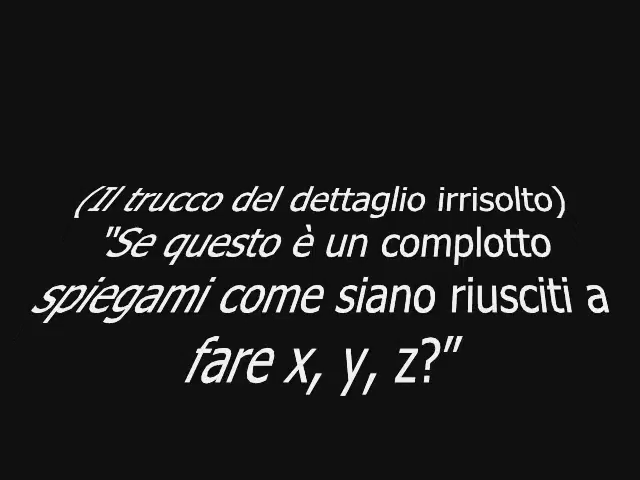 (Il trucco del dettaglio irrisolto)
"Se questo è un complotto
spiegami come siano riusciti a
fare x, y, z?”